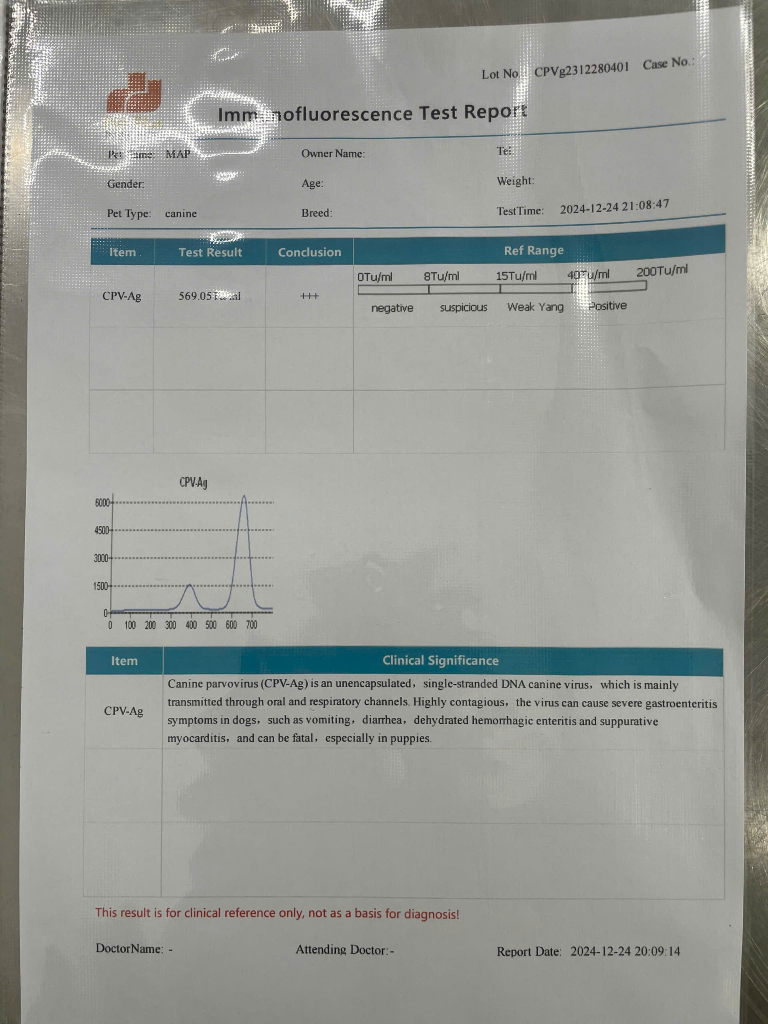 Lot No.: CPVg2312280401 Case No.:
Immunofluorescence Test Report
Pet Name: MAP Owner Name: Tel:
Gender: Age: Weight:
Pet Type: canine Breed: TestTime: 2024-12-24 21:08:47
Item Test Result Conclusion Ref Range
0Tu/ml 8Tu/ml 15Tu/ml 40Tu/ml 200Tu/ml
CPV-Ag 569.05Tu/ml +++
negative suspicious Weak Yang Positive
CPV-Ag
6000
4500
3000
1500
0
0 100 200 300 400 500 600 700
Item Clinical Significance
CPV-Ag
Canine parvovirus (CPV-Ag) is an unencapsulated, single-stranded DNA canine virus, which is mainly
transmitted through oral and respiratory channels. Highly contagious, the virus can cause severe gastroenteritis
symptoms in dogs, such as vomiting, diarrhea, dehydrated hemorrhagic enteritis and suppurative
myocarditis, and can be fatal, especially in puppies.
This result is for clinical reference only, not as a basis for diagnosis!
DoctorName: - Attending Doctor:- Report Date: 2024-12-24 20:09:14